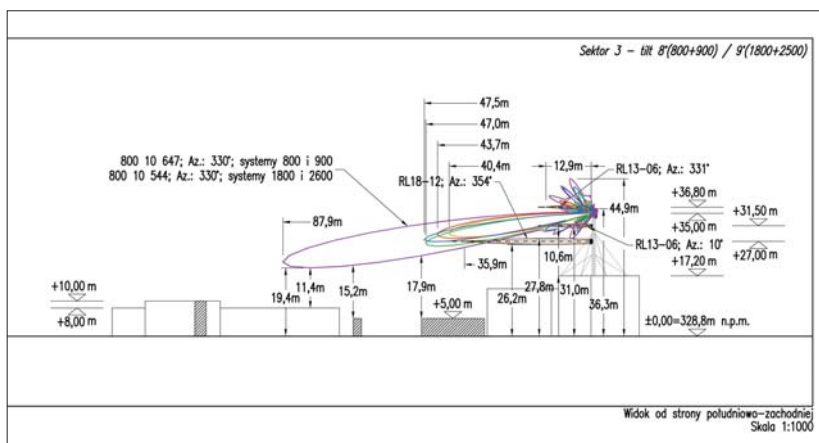 Sektor 3 – tilt 8°(800+900) / 9°(1800+2500)
47,5m
47,0m
43,7m
40,4m
12,9m
800 10 647; Az.: 330°; systemy 800 i 900
800 10 544; Az.: 330°; systemy 1800 i 2600
RL18-12; Az.: 354°
RL13-06; Az.: 331°
+36,80 m
44,9m
+31,50 m
87,9m
+35,00 m
RL13-06; Az.: 10°
10,6m
+27,00 m
35,9m
+17,20 m
+10,00 m
19,4m
11,4m
15,2m
17,9m
26,2m
27,8m
31,0m
36,3m
+5,00 m
+8,00 m
±0,00=328,8m n.p.m.
Widok od strony południowo-zachodniej
Skala 1:1000